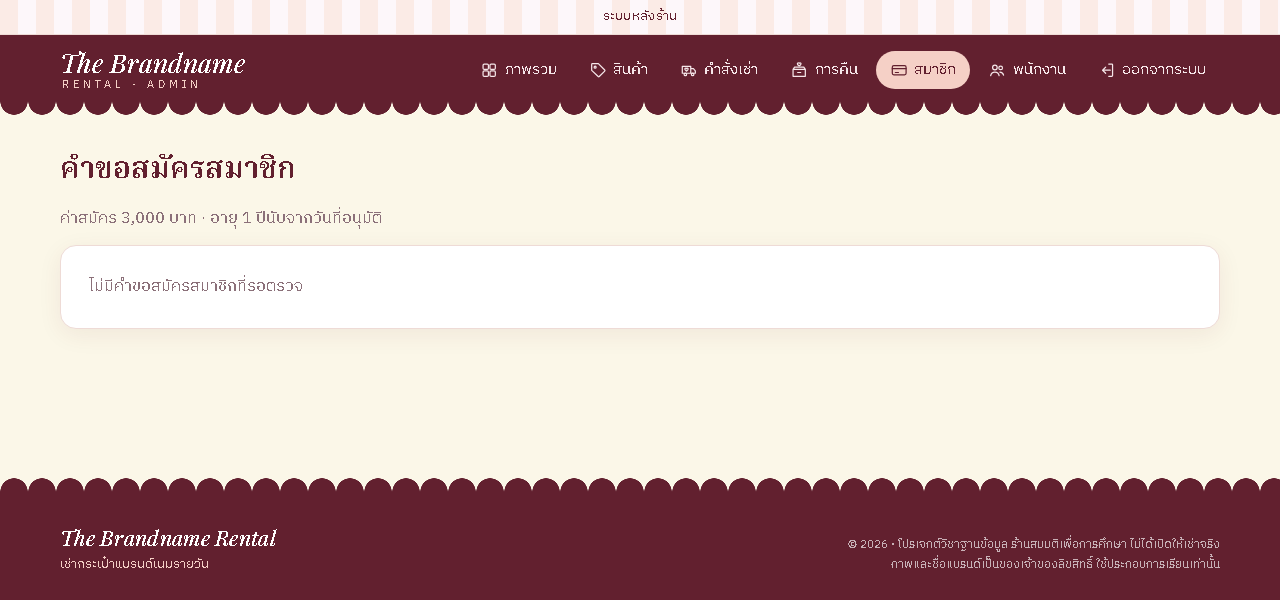 ระบบหลังร้าน
The Brandname
RENTAL · ADMIN
ภาพรวม
สินค้า
คำสั่งเช่า
การคืน
สมาชิก
พนักงาน
ออกจากระบบ
คำขอสมัครสมาชิก
ค่าสมัคร 3,000 บาท · อายุ 1 ปีนับจากวันที่อนุมัติ
ไม่มีคำขอสมัครสมาชิกที่รอตรวจ
The Brandname Rental
เช่ากระเป๋าแบรนด์เนมรายวัน
© 2026 · โปรเจกต์วิชาฐานข้อมูล ร้านสมมติเพื่อการศึกษา ไม่ได้เปิดให้เช่าจริง
ภาพและชื่อแบรนด์เป็นของเจ้าของลิขสิทธิ์ ใช้ประกอบการเรียนเท่านั้น